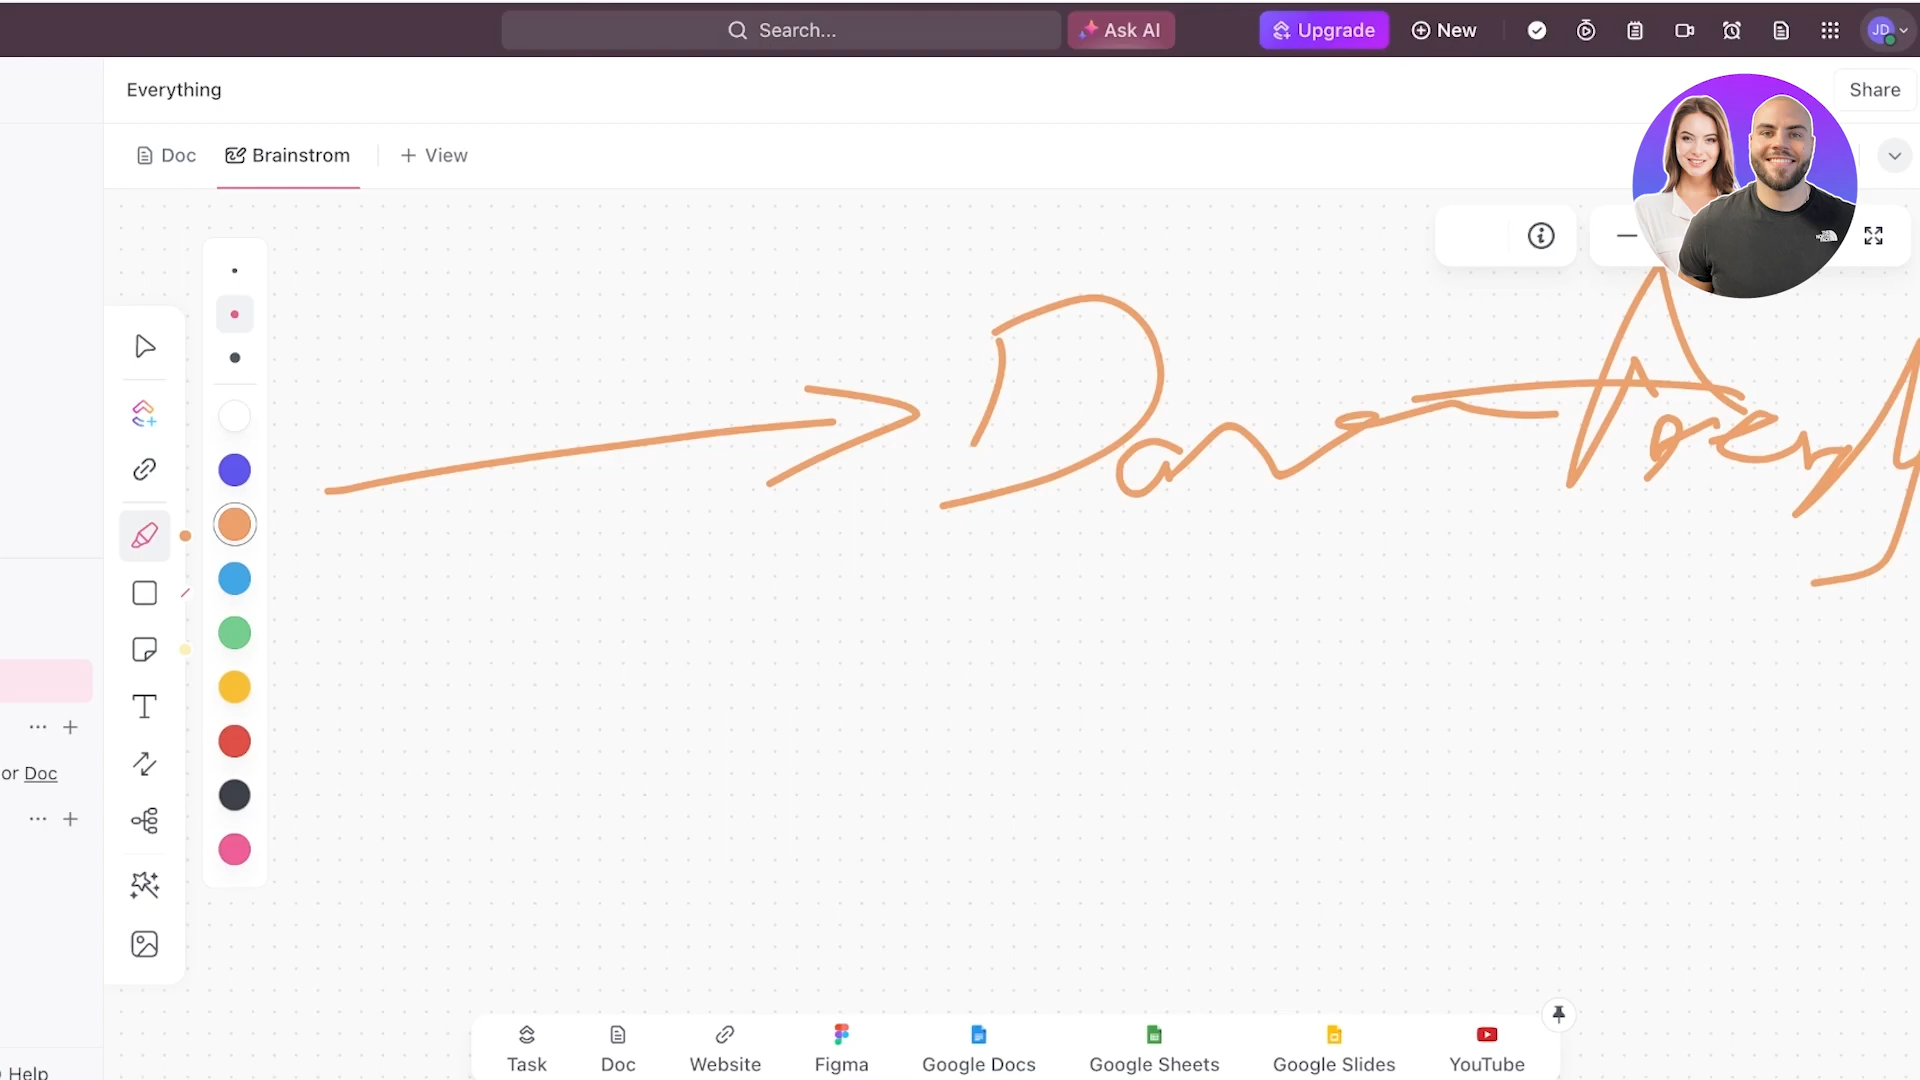 Search...
Ask AI
Upgrade
New
JD
Everything
Share
Doc
Brainstrom
View
or Doc
Help
Task
Doc
Website
Figma
Google Docs
Google Sheets
Google Slides
YouTube